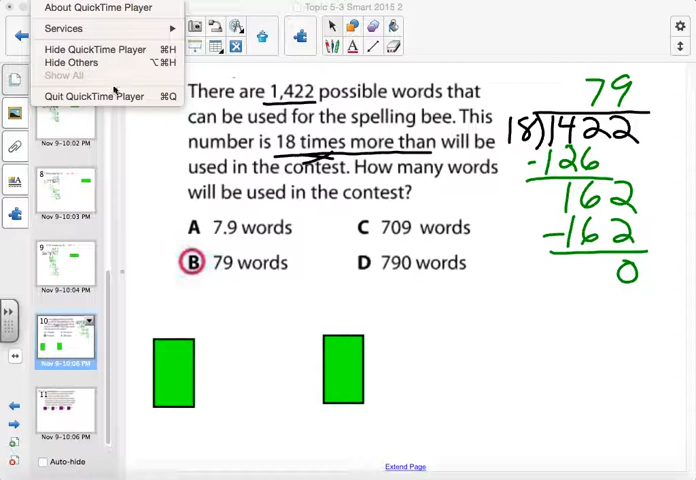 About QuickTime Player
Topic 5-3 Smart 2015 2
Services
Hide QuickTime Player ⌘H
Hide Others ⌥⌘H
Show All
Quit QuickTime Player ⌘Q
Nov 9-10:02 PM
8
Nov 9-10:03 PM
9
Nov 9-10:04 PM
10
Nov 9-10:06 PM
11
Nov 9-10:06 PM
Auto-hide
There are 1,422 possible words that
can be used for the spelling bee. This
number is 18 times more than will be
used in the contest. How many words
will be used in the contest?
A 7.9 words
C 709 words
B 79 words
D 790 words
79
18)1422
-126
162
-162
0
Extend Page